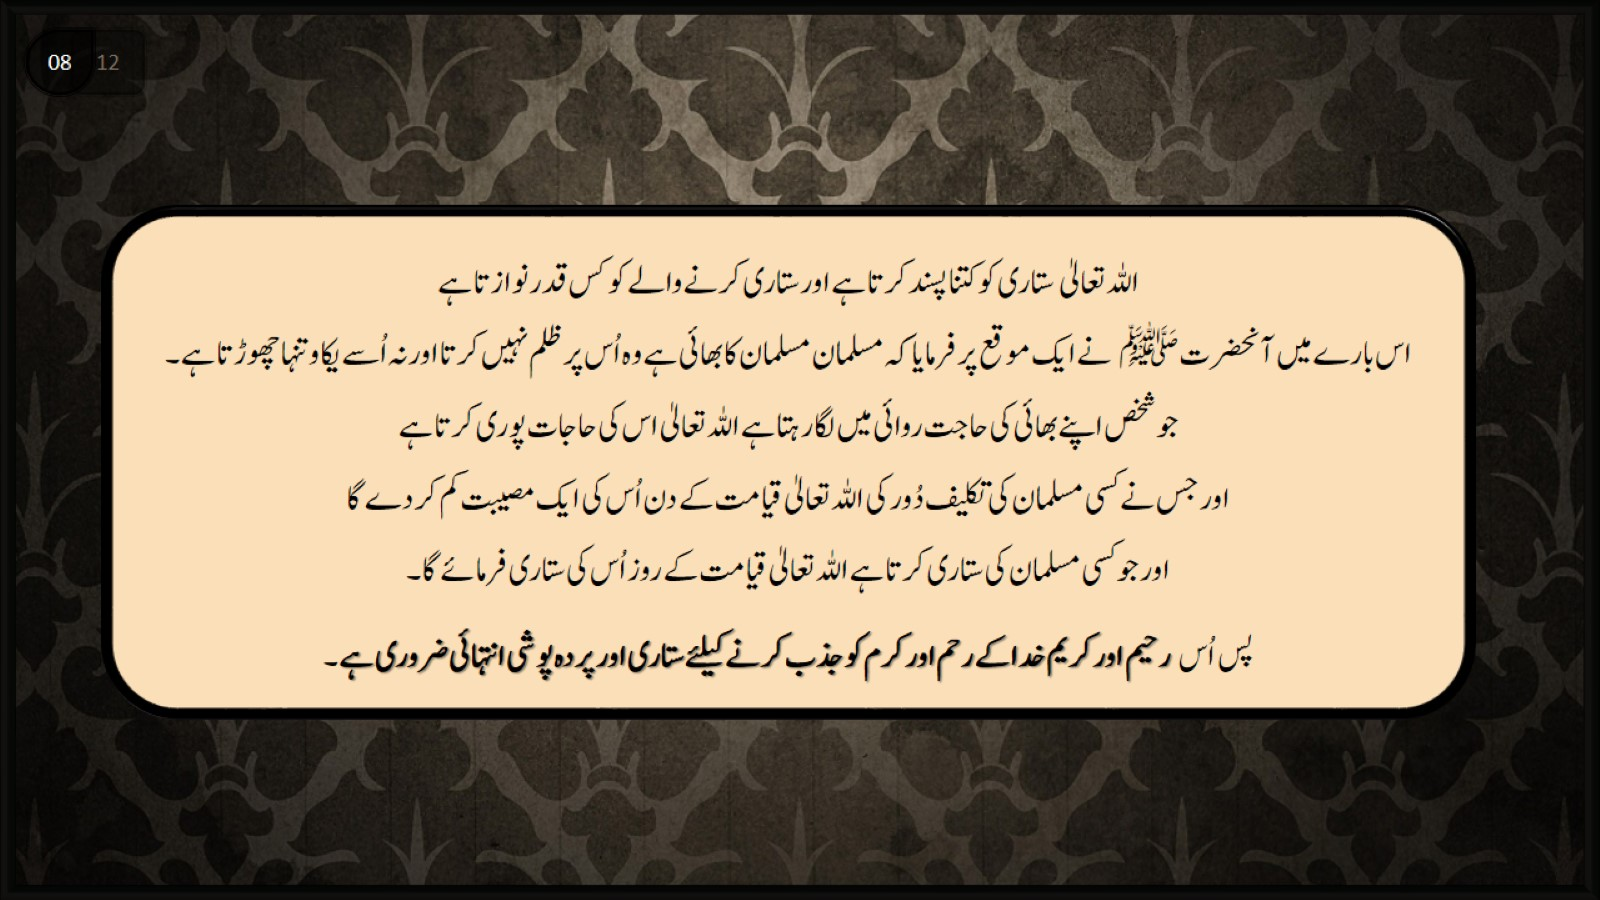 08 12
اللہ تعالیٰ ستاری کو کتنا پسند کرتا ہے اور ستاری کرنے والے کو کس قدر نوازتا ہے
اس بارے میں آنحضرت ﷺ نے ایک موقع پر فرمایا کہ مسلمان مسلمان کا بھائی ہے وہ اُس پر ظلم نہیں کرتا اور نہ اُسے یکا و تنہا چھوڑتا ہے۔
جو شخص اپنے بھائی کی حاجت روائی میں لگا رہتا ہے اللہ تعالیٰ اس کی حاجات پوری کرتا ہے
اور جس نے کسی مسلمان کی تکلیف دُور کی اللہ تعالیٰ قیامت کے دن اُس کی ایک مصیبت کم کر دے گا
اور جو کسی مسلمان کی ستاری کرتا ہے اللہ تعالیٰ قیامت کے روز اُس کی ستاری فرمائے گا۔
پس اُس رحیم اور کریم خدا کے رحم اور کرم کو جذب کرنے کیلئے ستاری اور پردہ پوشی انتہائی ضروری ہے۔